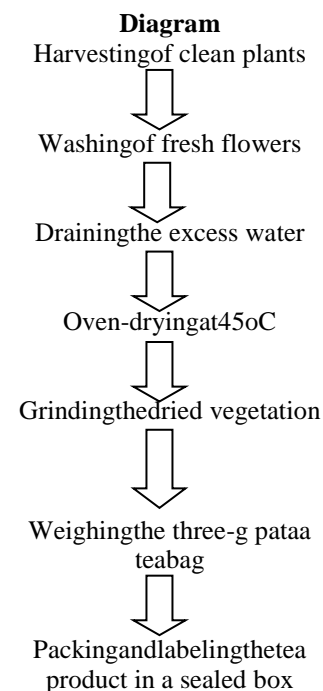 Diagram
Harvestingof clean plants
Washingof fresh flowers
Drainingthe excess water
Oven-dryingat45oC
Grindingthedried vegetation
Weighingthe three-g pataa
teabag
Packingandlabelingthetea
product in a sealed box